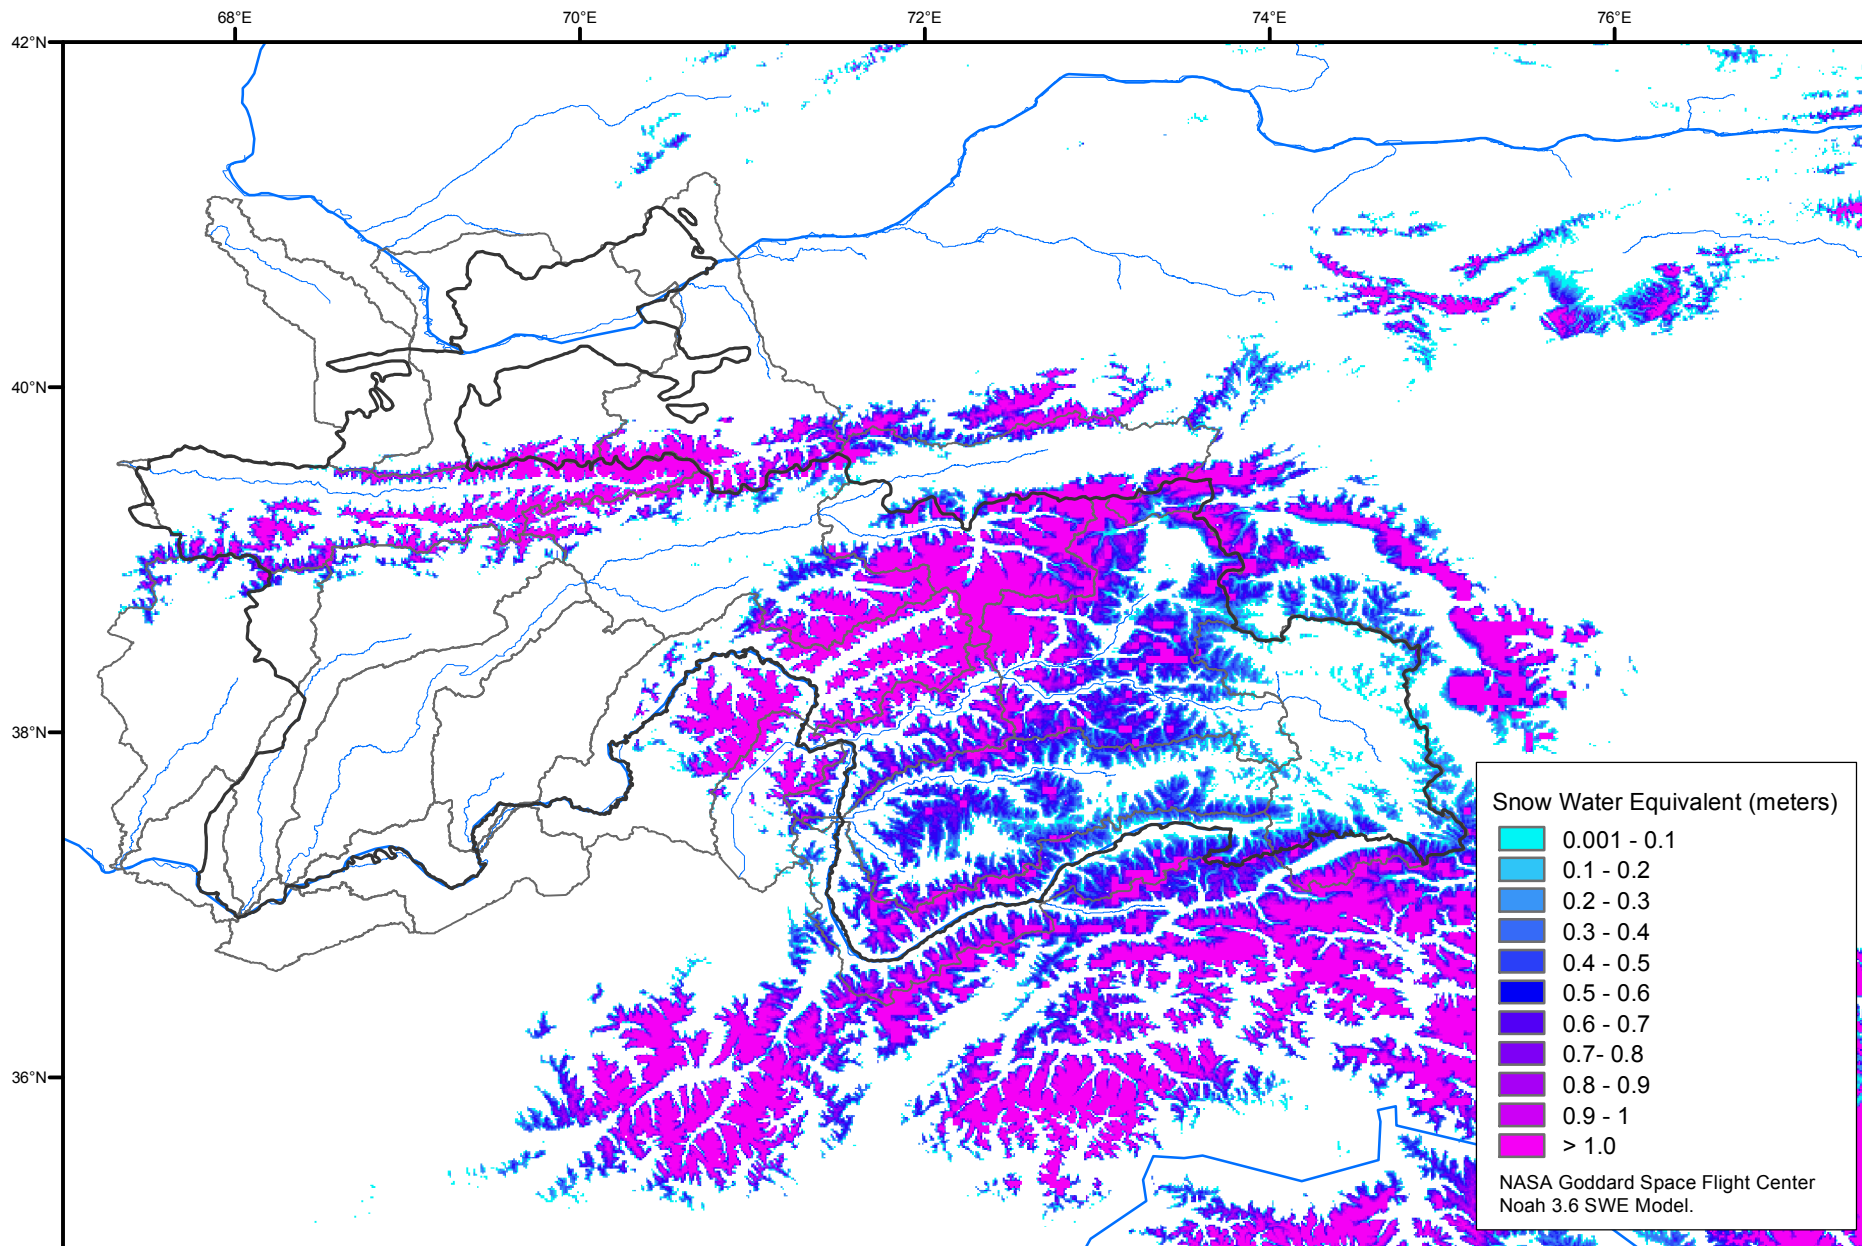 68°E 70°E 72°E 74°E 76°E
42°N
40°N
38°N
36°N
Snow Water Equivalent (meters)
0.001 - 0.1
0.1 - 0.2
0.2 - 0.3
0.3 - 0.4
0.4 - 0.5
0.5 - 0.6
0.6 - 0.7
0.7- 0.8
0.8 - 0.9
0.9 - 1
> 1.0
NASA Goddard Space Flight Center
Noah 3.6 SWE Model.